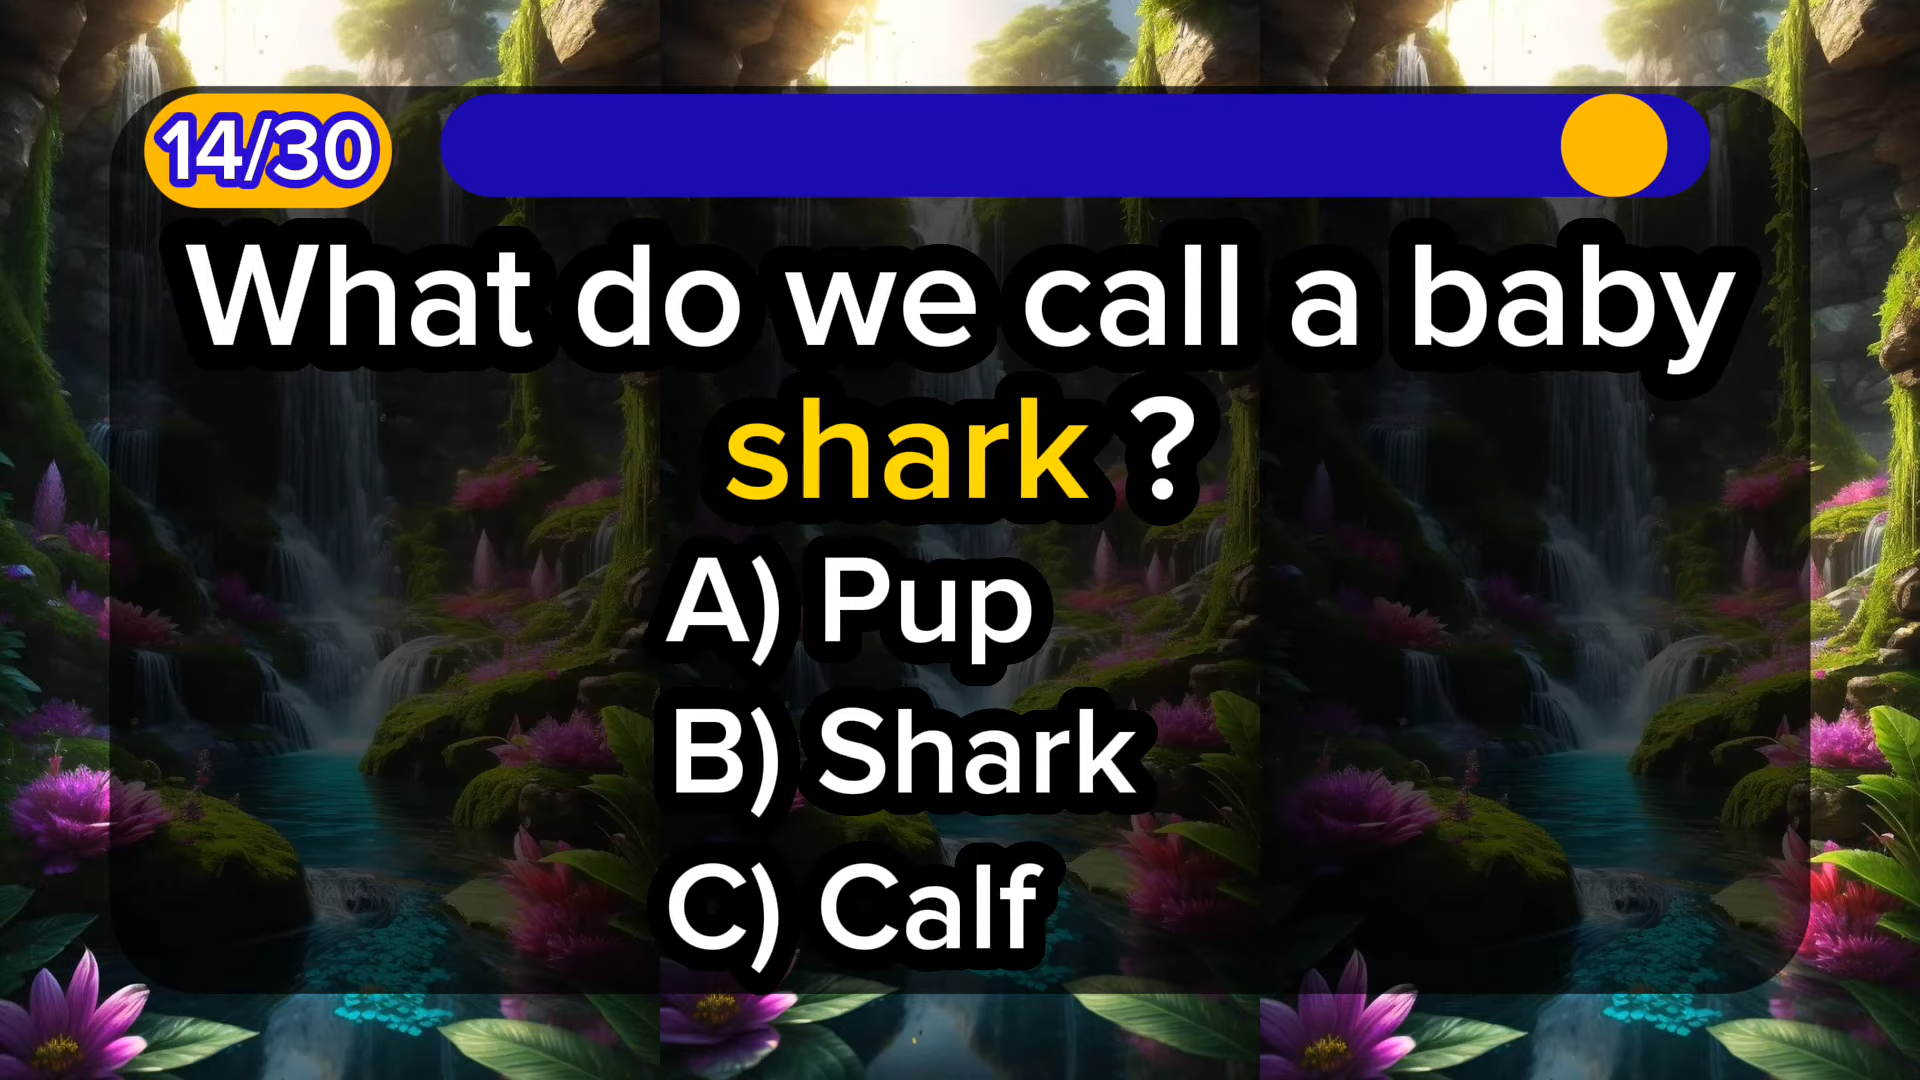 14/30
What do we call a baby
shark ?
A) Pup
B) Shark
C) Calf